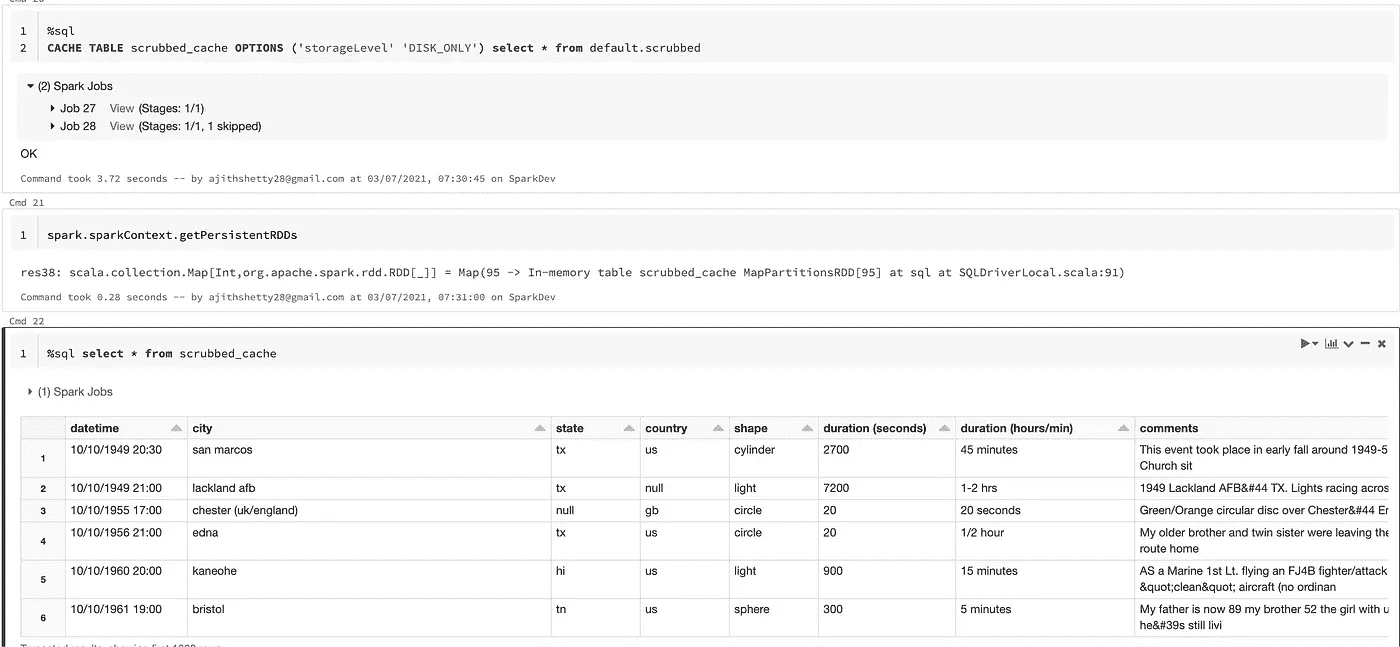 1 %sql
2 CACHE TABLE scrubbed_cache OPTIONS ('storageLevel' 'DISK_ONLY') select * from default.scrubbed
(2) Spark Jobs
Job 27 View (Stages: 1/1)
Job 28 View (Stages: 1/1, 1 skipped)
OK
Command took 3.72 seconds -- by ajithshetty28@gmail.com at 03/07/2021, 07:30:45 on SparkDev
Cmd 21
1 spark.sparkContext.getPersistentRDDs
res38: scala.collection.Map[Int,org.apache.spark.rdd.RDD[_]] = Map(95 -> In-memory table scrubbed_cache MapPartitionsRDD[95] at sql at SQLDriverLocal.scala:91)
Command took 0.28 seconds -- by ajithshetty28@gmail.com at 03/07/2021, 07:31:00 on SparkDev
Cmd 22
1 %sql select * from scrubbed_cache
(1) Spark Jobs
datetime city state country shape duration (seconds) duration (hours/min) comments
1 10/10/1949 20:30 san marcos tx us cylinder 2700 45 minutes This event took place in early fall around 1949-5
Church sit
2 10/10/1949 21:00 lackland afb tx null light 7200 1-2 hrs 1949 Lackland AFB&#44 TX. Lights racing acros
3 10/10/1955 17:00 chester (uk/england) null gb circle 20 20 seconds Green/Orange circular disc over Chester&#44 En
4 10/10/1956 21:00 edna tx us circle 20 1/2 hour My older brother and twin sister were leaving the
route home
5 10/10/1960 20:00 kaneohe hi us light 900 15 minutes AS a Marine 1st Lt. flying an FJ4B fighter/attack
&quot;clean&quot; aircraft (no ordinan
6 10/10/1961 19:00 bristol tn us sphere 300 5 minutes My father is now 89 my brother 52 the girl with u
he&#39s still livi